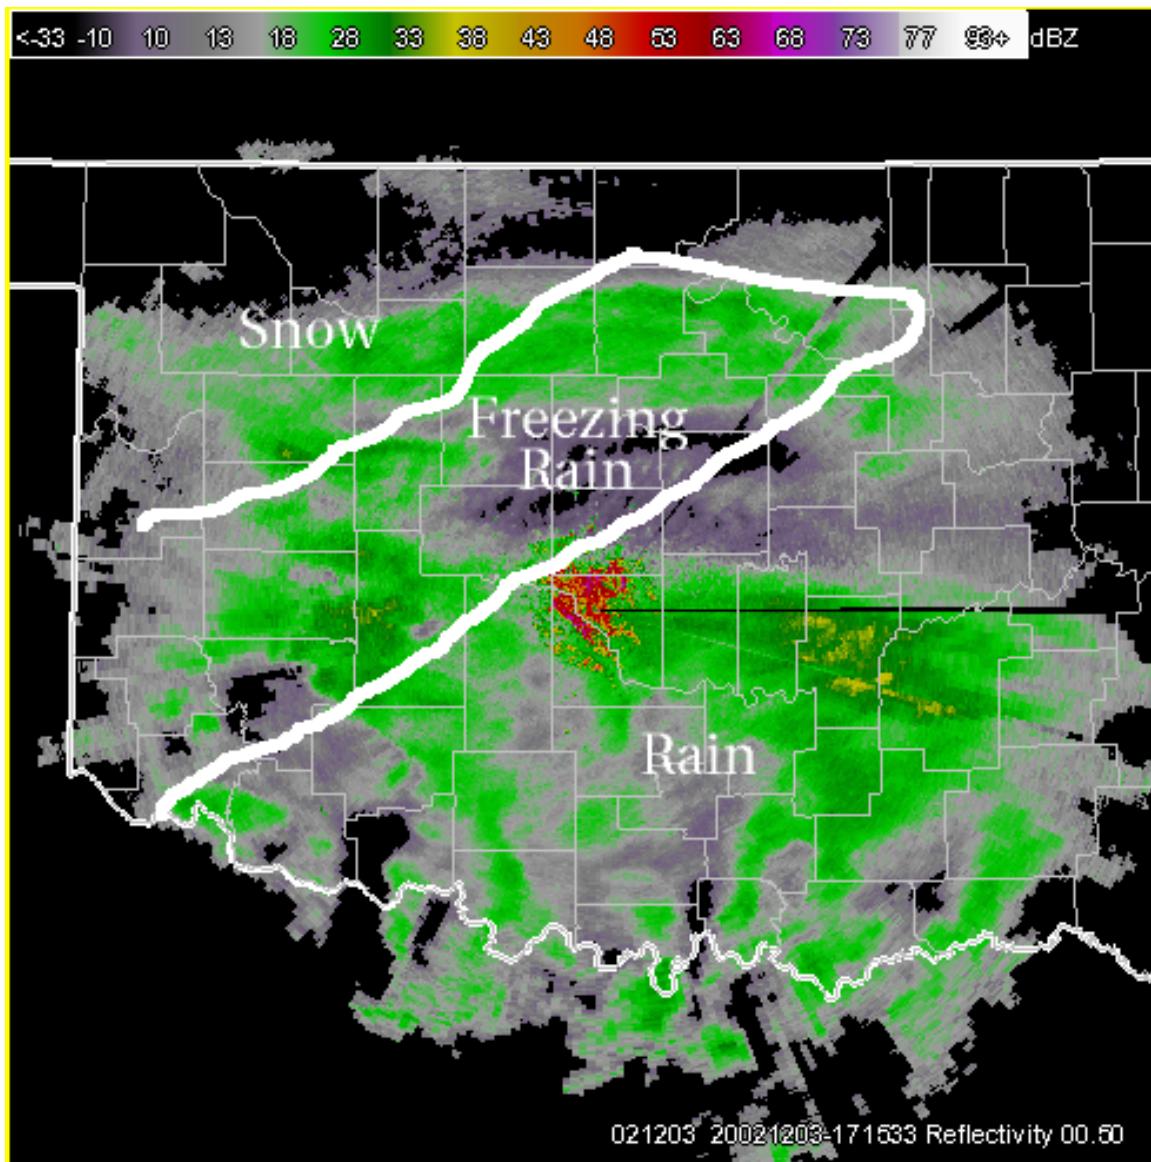 <-33 -10 10 13 18 28 33 38 43 48 53 63 68 73 77 93+ dBZ
Snow
Freezing
Rain
Rain
021203 20021203-171533 Reflectivity 00.50